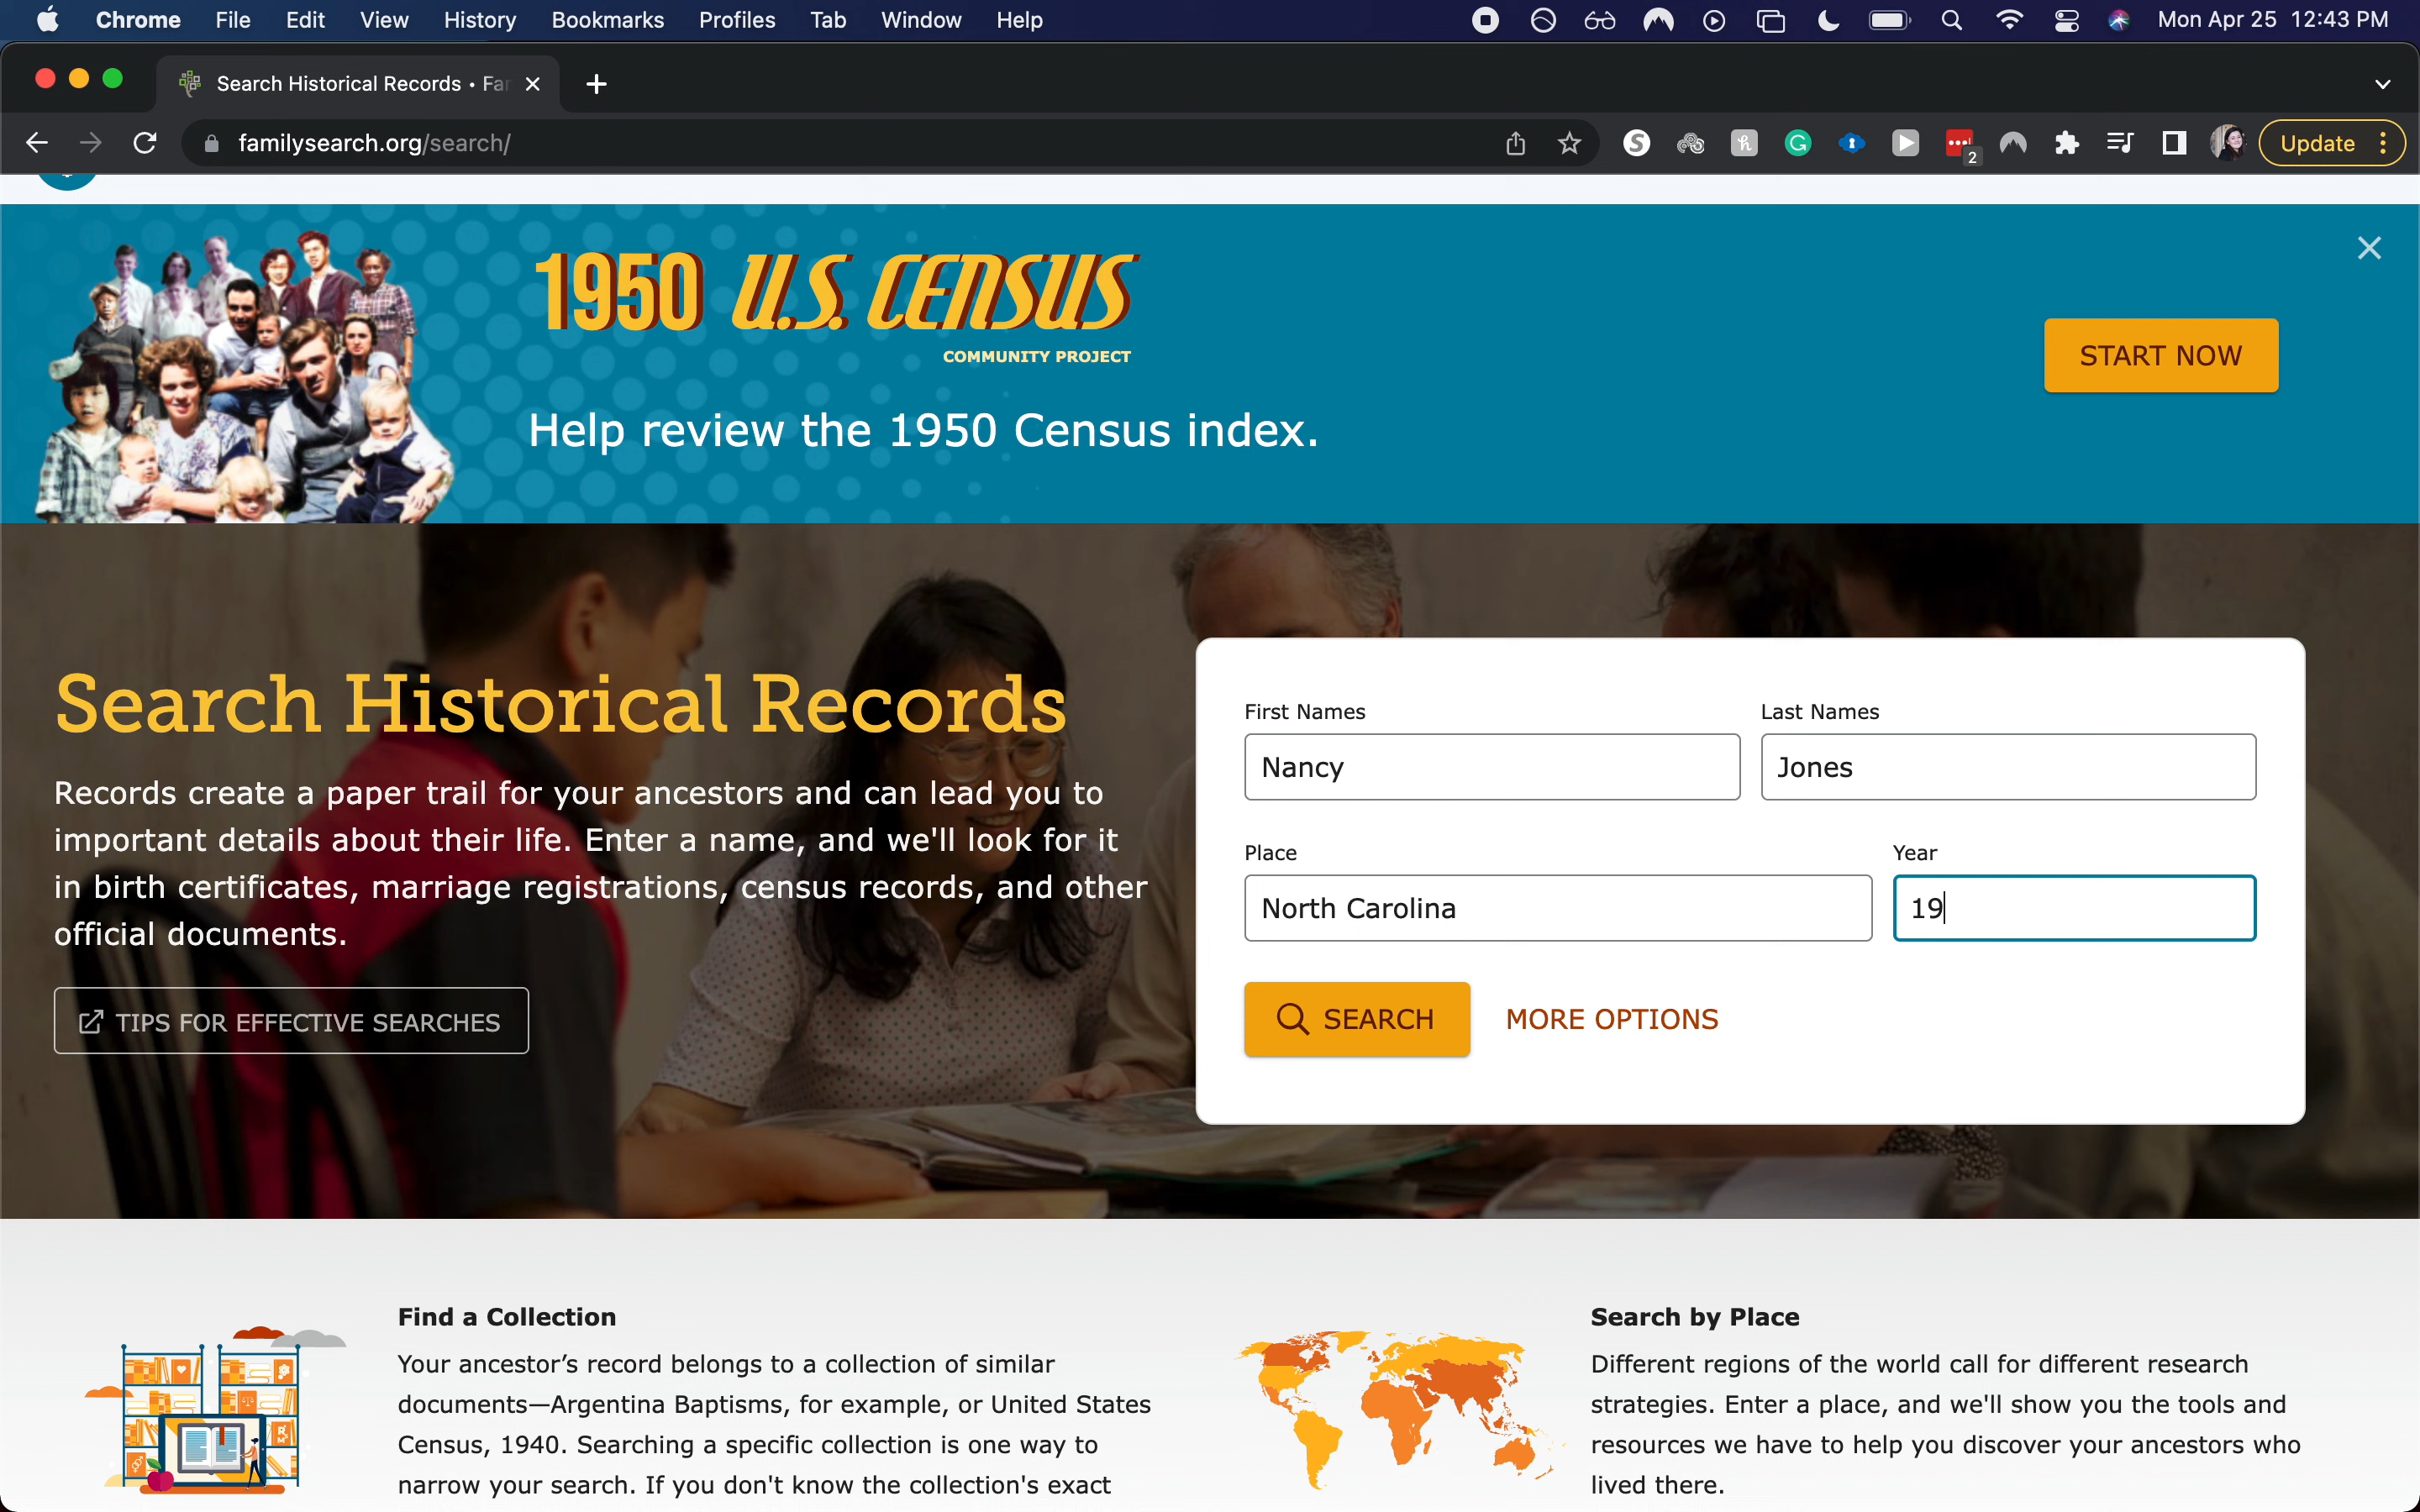 Chrome File Edit View History Bookmarks Profiles Tab Window Help Mon Apr 25 12:43 PM
Search Historical Records • Far
familysearch.org/search/
2
Update
1950 U.S. CENSUS
COMMUNITY PROJECT
START NOW
Help review the 1950 Census index.
Search Historical Records
Records create a paper trail for your ancestors and can lead you to
important details about their life. Enter a name, and we'll look for it
in birth certificates, marriage registrations, census records, and other
official documents.
TIPS FOR EFFECTIVE SEARCHES
First Names Last Names
Nancy Jones
Place Year
North Carolina 19
SEARCH MORE OPTIONS
Find a Collection
Your ancestor’s record belongs to a collection of similar
documents—Argentina Baptisms, for example, or United States
Census, 1940. Searching a specific collection is one way to
narrow your search. If you don't know the collection's exact
Search by Place
Different regions of the world call for different research
strategies. Enter a place, and we'll show you the tools and
resources we have to help you discover your ancestors who
lived there.